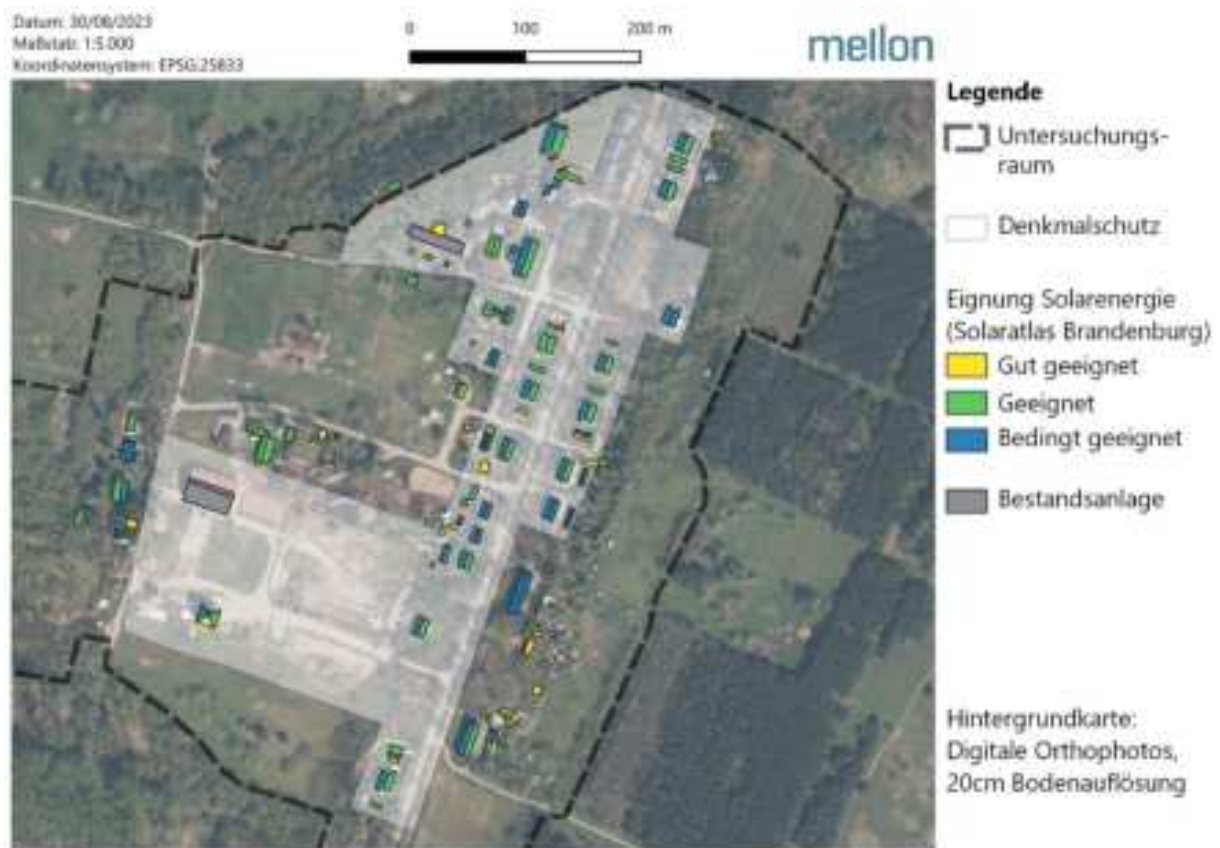 Datum: 30/08/2023
Maßstab: 1:5.000
Koordinatensystem: EPSG:25833
0 100 200 m
mellon
Legende
Untersuchungs-
raum
Denkmalschutz
Eignung Solarenergie
(Solaratlas Brandenburg)
Gut geeignet
Geeignet
Bedingt geeignet
Bestandsanlage
Hintergrundkarte:
Digitale Orthophotos,
20cm Bodenauflösung